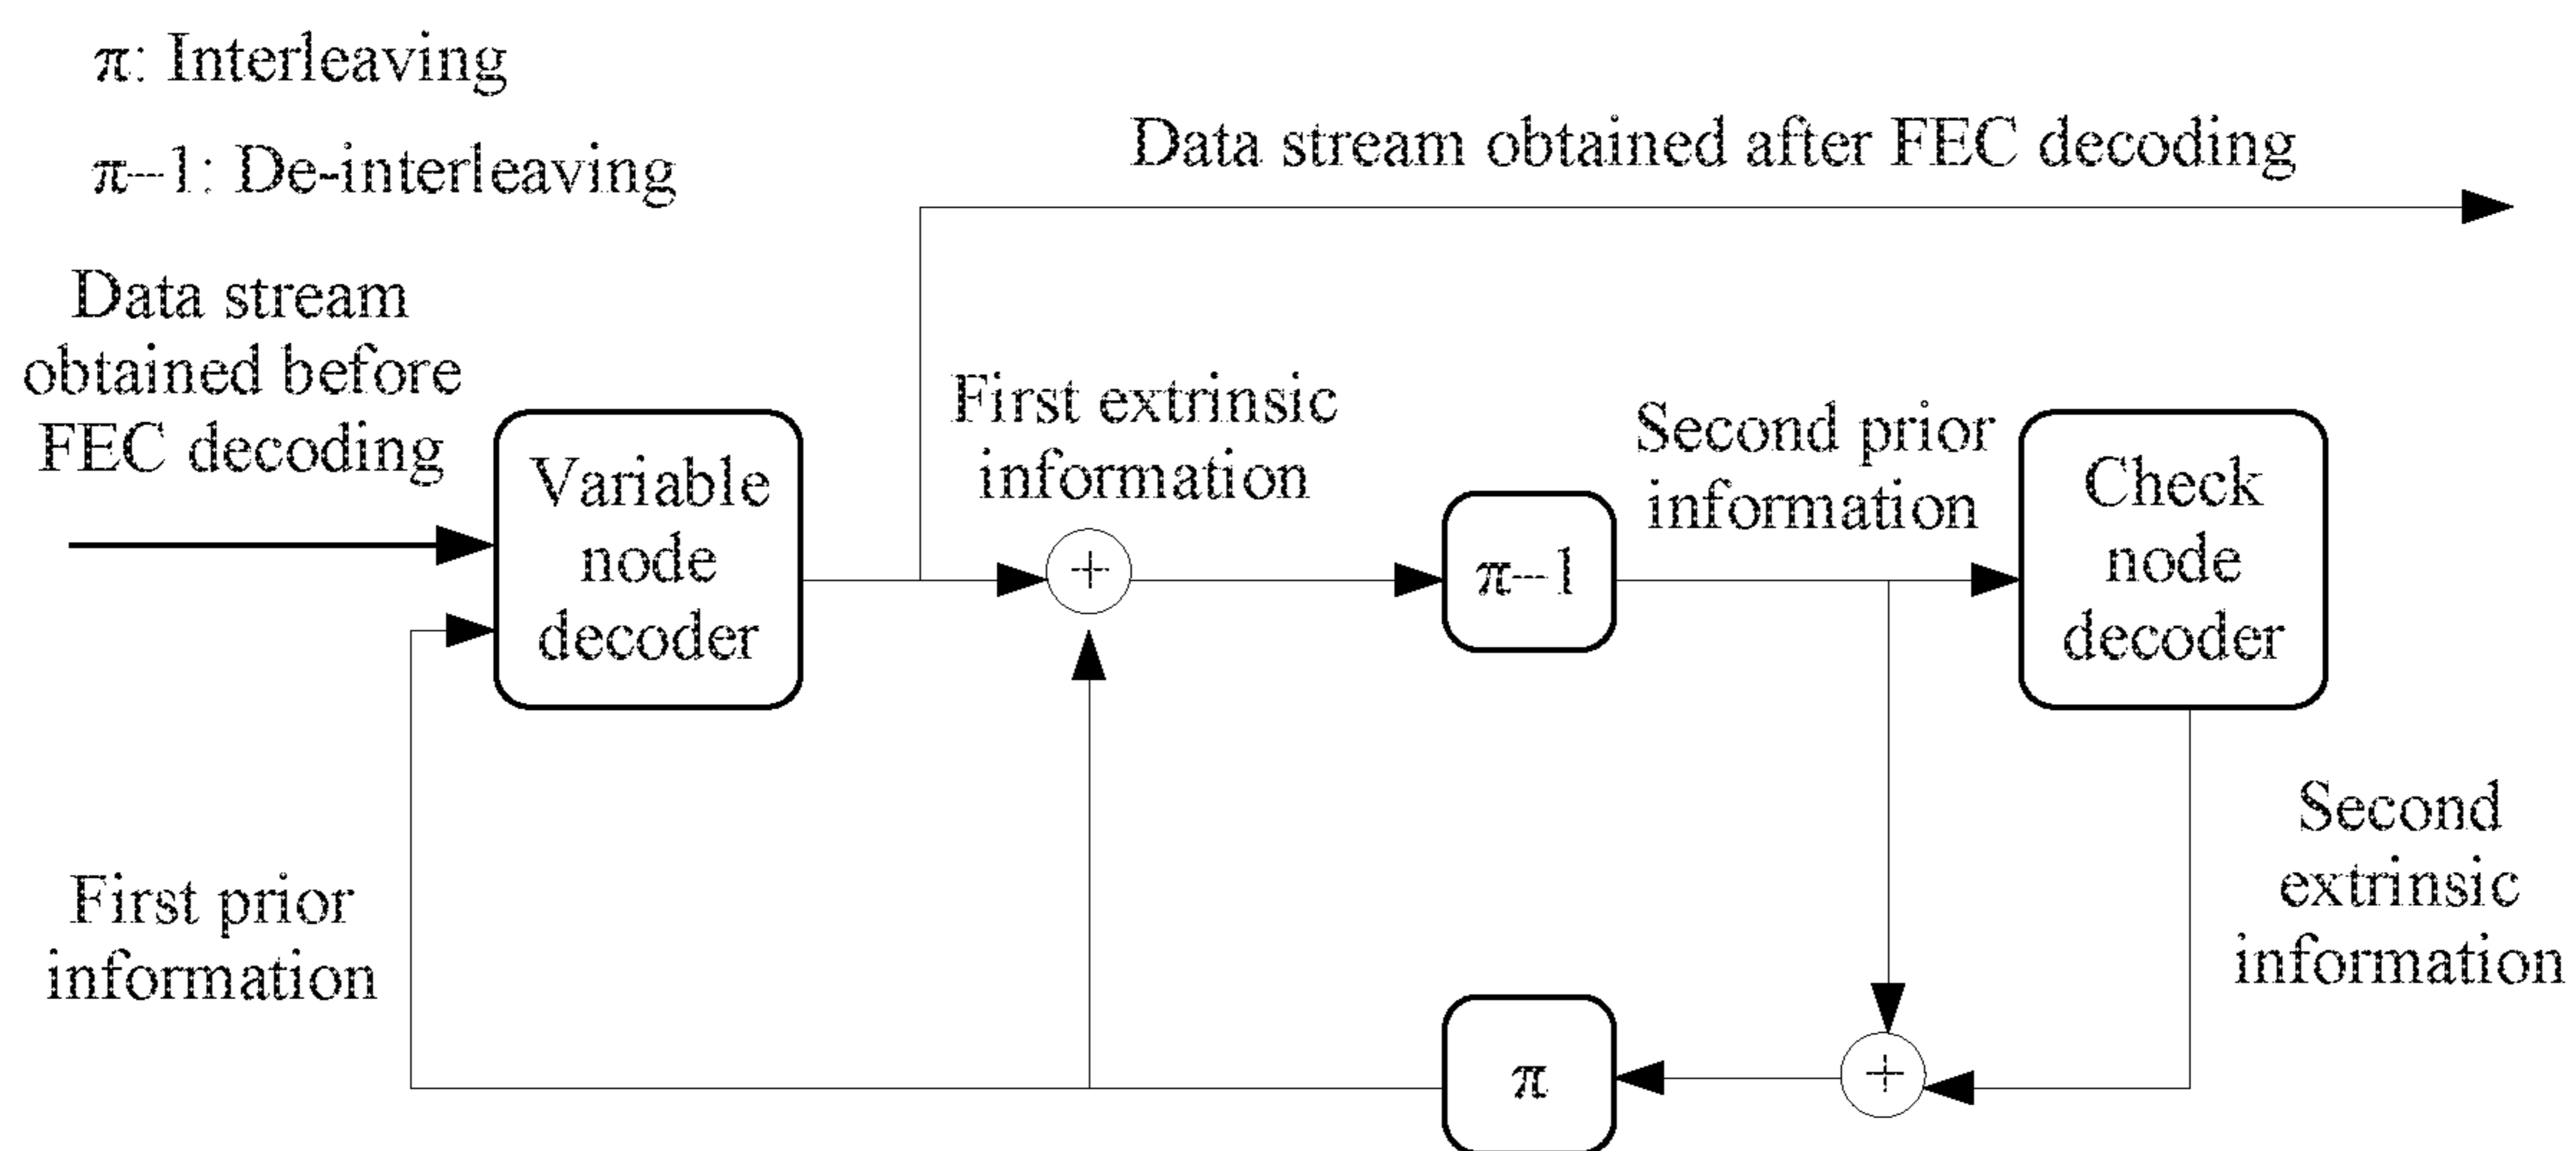 π: Interleaving
π-1: De-interleaving
Data stream obtained after FEC decoding
Data stream
obtained before
FEC decoding
Variable
node
decoder
First extrinsic
information
+
π-1
Second prior
information
Check
node
decoder
First prior
information
π
+
Second
extrinsic
information